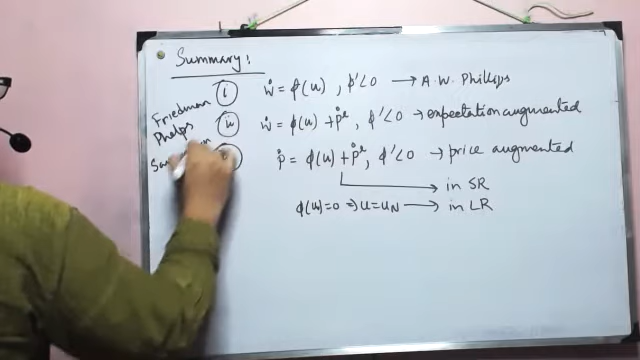 Summary:
(i) ẇ = φ(u), φ'<0 → A.W. Phillips
Friedman
Phelps
(ii) ẇ = φ(u) + ṗᵉ, φ'<0 → expectation augmented
ṗ = φ(u) + ṗᵉ, φ'<0 → price augmented
→ in SR
φ(u)=0 ⇒ u=uN → in LR